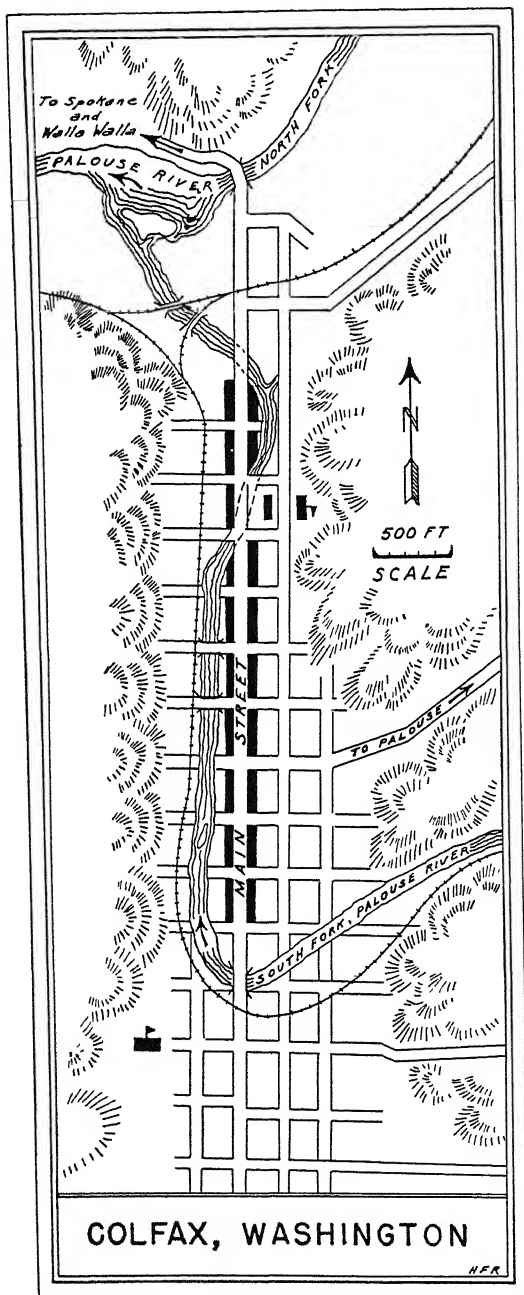 To Spokane
and
Walla Walla
NORTH FORK
PALOUSE RIVER
N
500 FT
SCALE
STREET
TO PALOUSE
MAIN
SOUTH FORK, PALOUSE RIVER
COLFAX, WASHINGTON
HFR